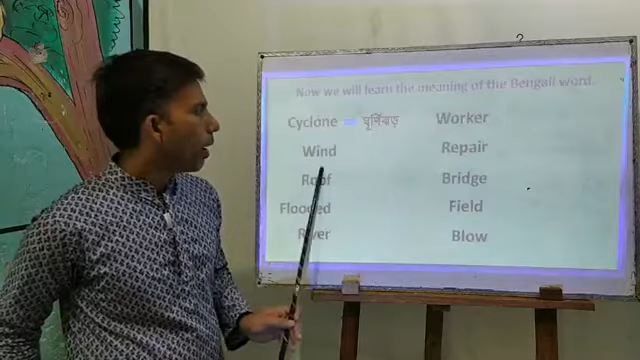 Now we will learn the meaning of the Bengali word.
Cyclone = ঘূর্ণিঝড়
Wind
Roof
Flooded
River
Worker
Repair
Bridge
Field
Blow